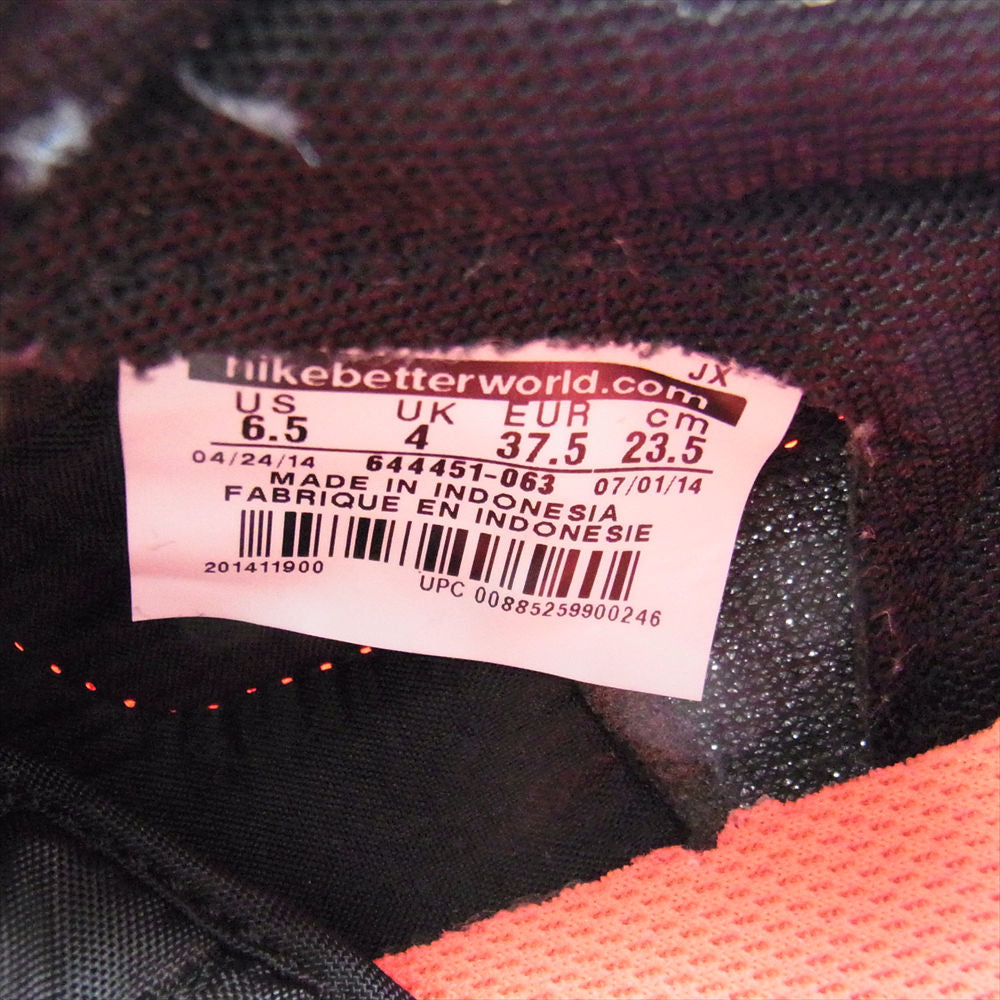 JX
nikebetterworld.com
US UK EUR cm
6.5 4 37.5 23.5
04/24/14 644451-063 07/01/14
MADE IN INDONESIA
FABRIQUE EN INDONESIE
201411900
UPC 00885259900246